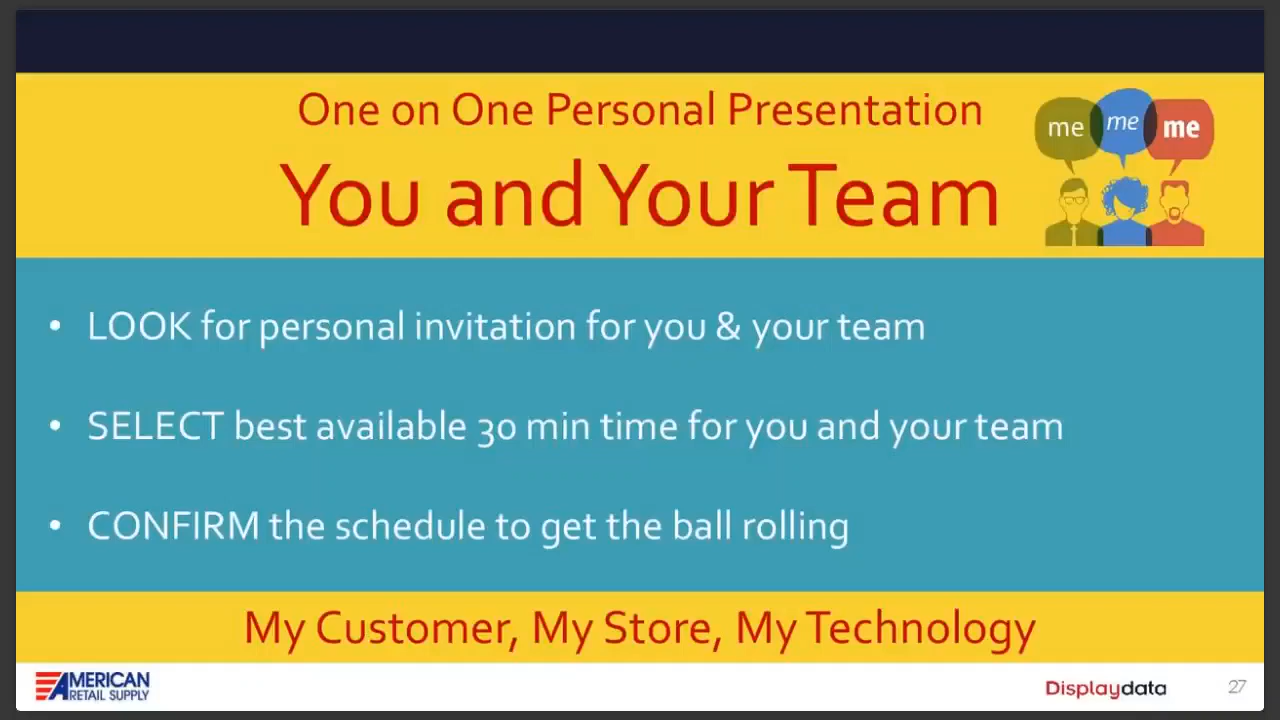 One on One Personal Presentation
You and Your Team
me me me
• LOOK for personal invitation for you & your team
• SELECT best available 30 min time for you and your team
• CONFIRM the schedule to get the ball rolling
My Customer, My Store, My Technology
AMERICAN
RETAIL SUPPLY
Displaydata
27